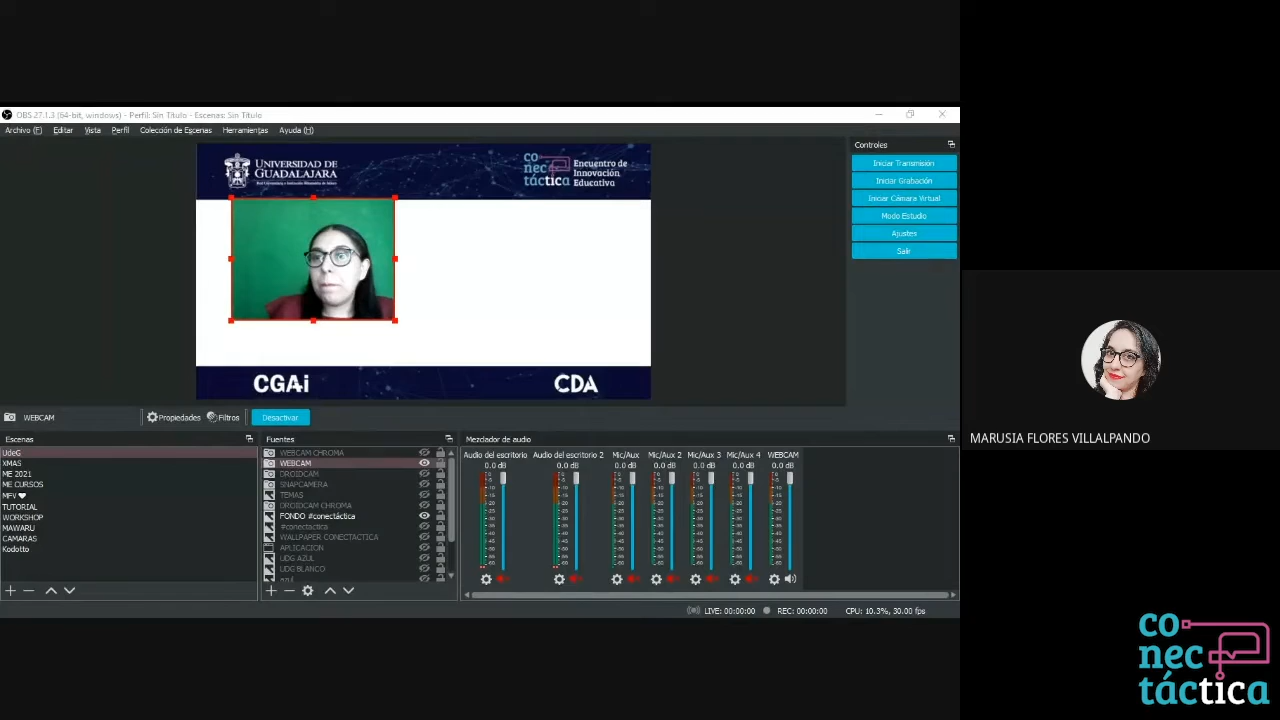 OBS 27.1.3 (64-bit, windows) - Perfil: Sin Título - Escenas: Sin Título
Archivo (F) Editar Vista Perfil Colección de Escenas Herramientas Ayuda (H)
UNIVERSIDAD DE
GUADALAJARA
Red Universitaria e Institución Benemérita de Jalisco
co
nec
táctica
Encuentro de
Innovación
Educativa
CGAi
CDA
Controles
Iniciar Transmisión
Iniciar Grabación
Iniciar Cámara Virtual
Modo Estudio
Ajustes
Salir
WEBCAM Propiedades Filtros Desactivar
Escenas
UdeG
XMAS
ME 2021
ME CURSOS
MFV
TUTORIAL
WORKSHOP
MAWARU
CAMARAS
Kodotto
Fuentes
WEBCAM CHROMA
WEBCAM
DROIDCAM
SNAPCAMERA
TEMAS
DROIDCAM CHROMA
FONDO #conectáctica
#conectactica
WALLPAPER CONECTACTICA
APLICACION
UDG AZUL
UDG BLANCO
azul
Mezclador de audio
Audio del escritorio Audio del escritorio 2 Mic/Aux Mic/Aux 2 Mic/Aux 3 Mic/Aux 4 WEBCAM
0.0 dB 0.0 dB 0.0 dB 0.0 dB 0.0 dB 0.0 dB 0.0 dB
LIVE: 00:00:00 REC: 00:00:00 CPU: 10.3%, 30.00 fps
MARUSIA FLORES VILLALPANDO
co
nec
táctica